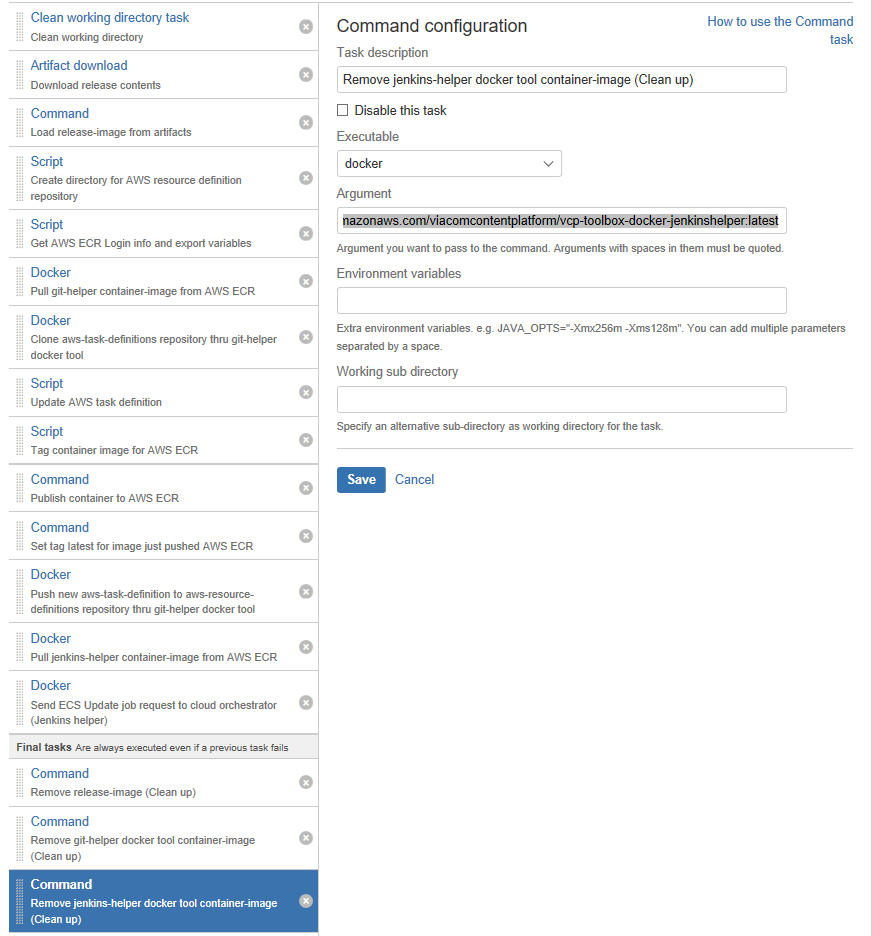 Clean working directory task
Clean working directory
Artifact download
Download release contents
Command
Load release-image from artifacts
Script
Create directory for AWS resource definition
repository
Script
Get AWS ECR Login info and export variables
Docker
Pull git-helper container-image from AWS ECR
Docker
Clone aws-task-definitions repository thru git-helper
docker tool
Script
Update AWS task definition
Script
Tag container image for AWS ECR
Command
Publish container to AWS ECR
Command
Set tag latest for image just pushed AWS ECR
Docker
Push new aws-task-definition to aws-resource-
definitions repository thru git-helper docker tool
Docker
Pull jenkins-helper container-image from AWS ECR
Docker
Send ECS Update job request to cloud orchestrator
(Jenkins helper)
Final tasks Are always executed even if a previous task fails
Command
Remove release-image (Clean up)
Command
Remove git-helper docker tool container-image
(Clean up)
Command
Remove jenkins-helper docker tool container-image
(Clean up)
Command configuration
How to use the Command
task
Task description
Remove jenkins-helper docker tool container-image (Clean up)
Disable this task
Executable
docker
Argument
mazonaws.com/viacomcontentplatform/vcp-toolbox-docker-jenkinshelper:latest
Argument you want to pass to the command. Arguments with spaces in them must be quoted.
Environment variables
Extra environment variables. e.g. JAVA_OPTS="-Xmx256m -Xms128m". You can add multiple parameters
separated by a space.
Working sub directory
Specify an alternative sub-directory as working directory for the task.
Save Cancel